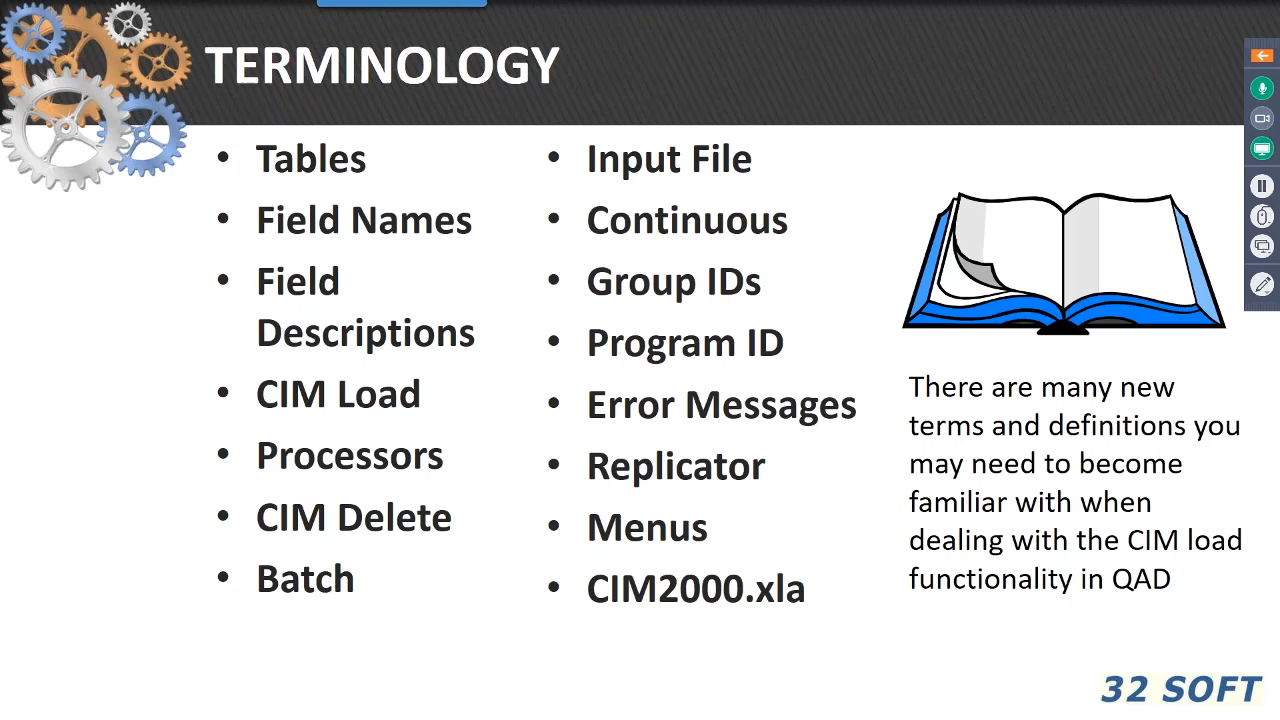 TERMINOLOGY
• Tables
• Field Names
• Field
Descriptions
• CIM Load
• Processors
• CIM Delete
• Batch
• Input File
• Continuous
• Group IDs
• Program ID
• Error Messages
• Replicator
• Menus
• CIM2000.xla
There are many new
terms and definitions you
may need to become
familiar with when
dealing with the CIM load
functionality in QAD
32 SOFT